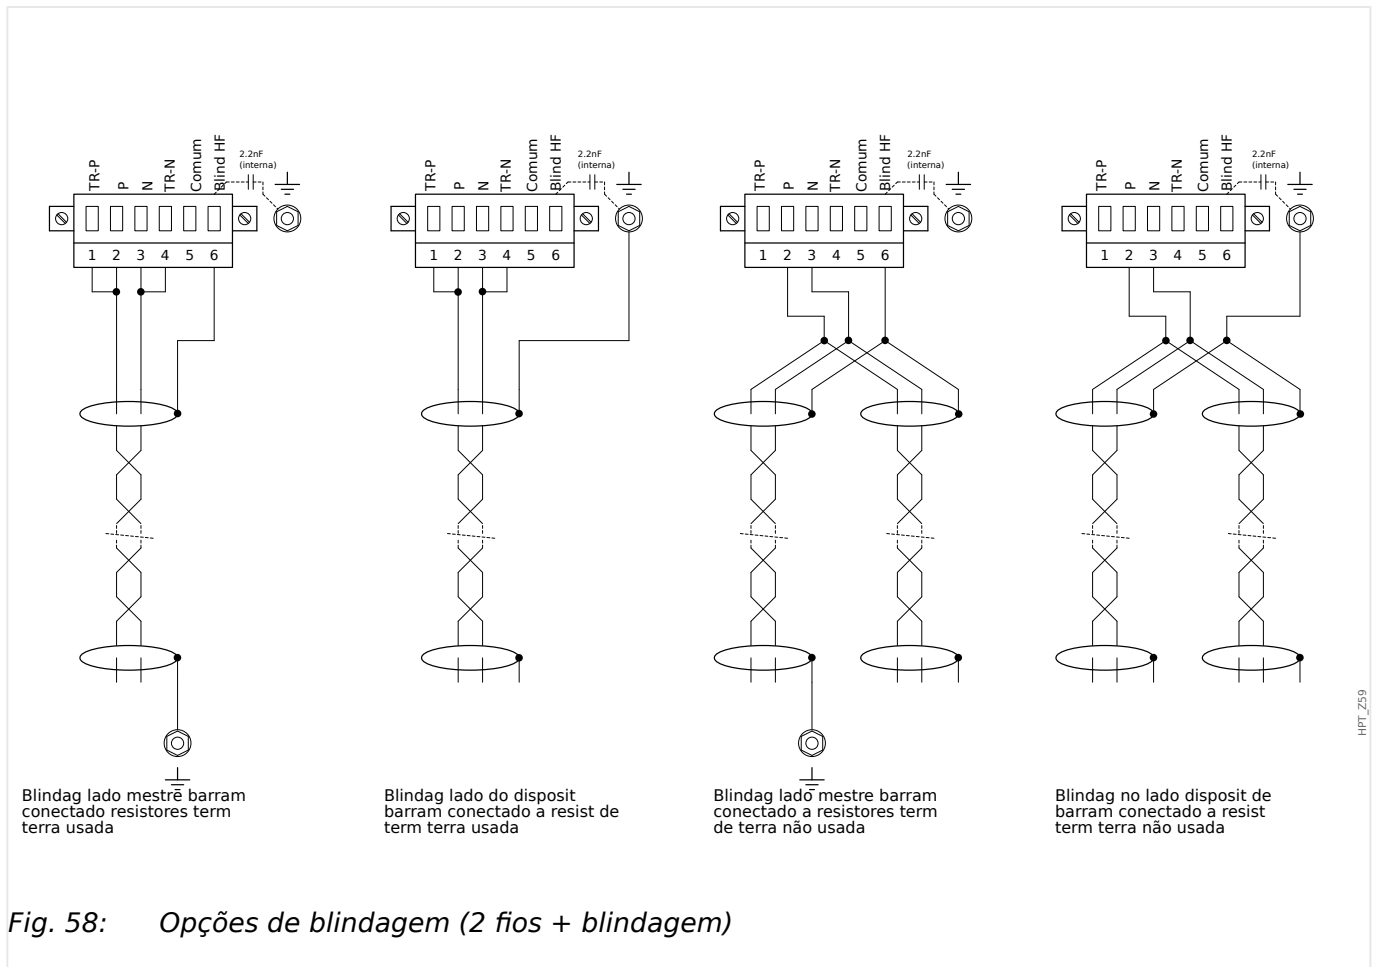 TR-P P N TR-N Comum Blind HF
2.2nF
(interna)
1 2 3 4 5 6
TR-P P N TR-N Comum Blind HF
2.2nF
(interna)
1 2 3 4 5 6
TR-P P N TR-N Comum Blind HF
2.2nF
(interna)
1 2 3 4 5 6
TR-P P N TR-N Comum Blind HF
2.2nF
(interna)
1 2 3 4 5 6
HPT_Z59
Blindag lado mestre barram
conectado resistores term
terra usada
Blindag lado do disposit
barram conectado a resist de
term terra usada
Blindag lado mestre barram
conectado a resistores term
de terra não usada
Blindag no lado disposit de
barram conectado a resist
term terra não usada
Fig. 58: Opções de blindagem (2 fios + blindagem)